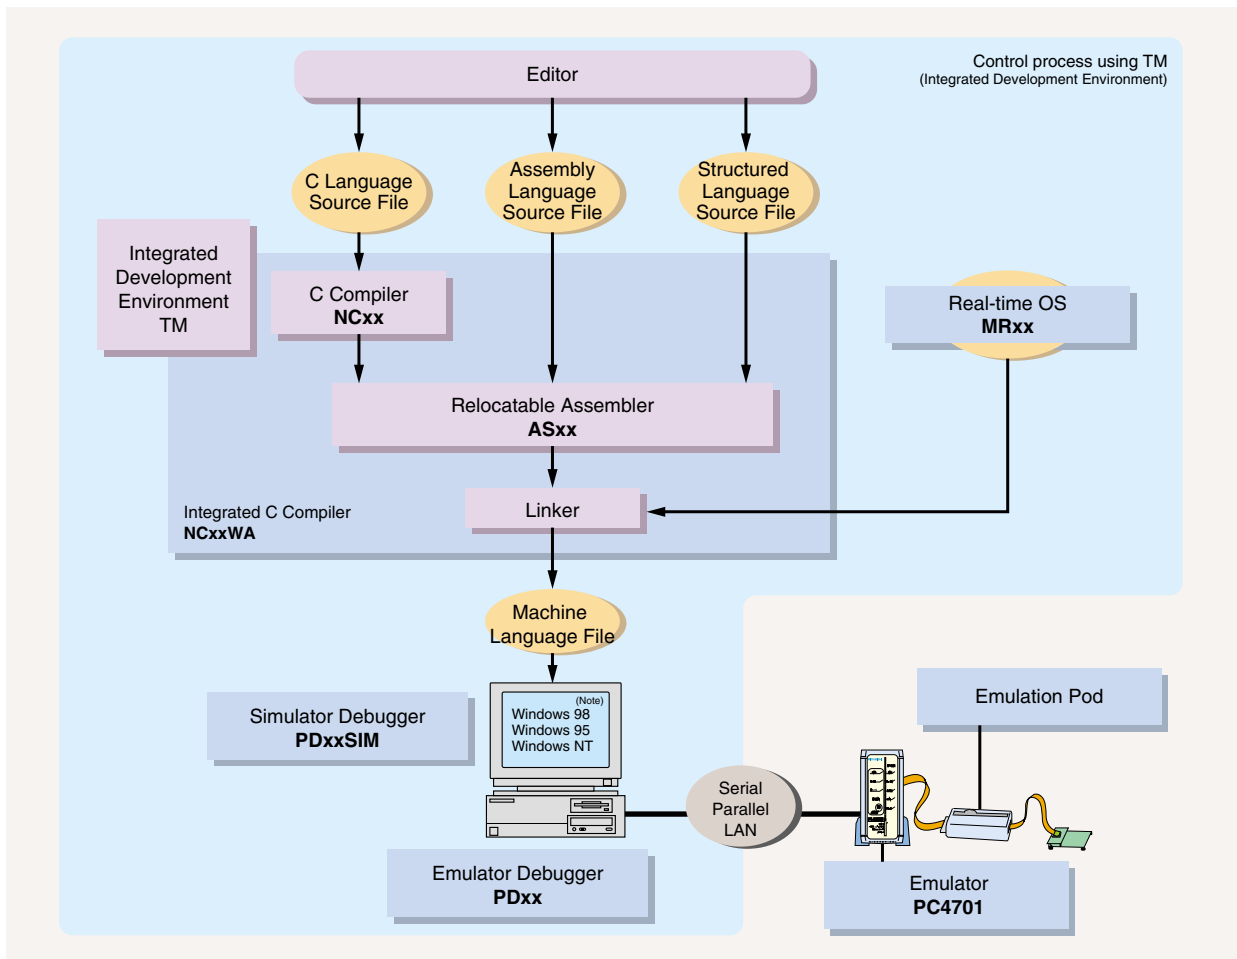 Control process using TM
(Integrated Development Environment)
Editor
C Language
Source File
Assembly
Language
Source File
Structured
Language
Source File
Integrated
Development
Environment
TM
C Compiler
NCxx
Real-time OS
MRxx
Relocatable Assembler
ASxx
Linker
Integrated C Compiler
NCxxWA
Machine
Language File
Simulator Debugger
PDxxSIM
(Note)
Windows 98
Windows 95
Windows NT
Emulation Pod
Serial
Parallel
LAN
Emulator Debugger
PDxx
Emulator
PC4701